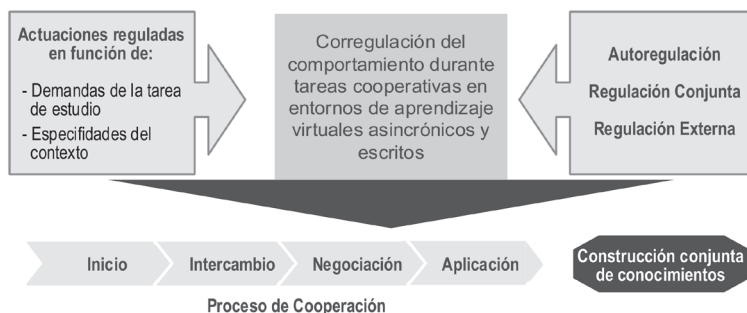 Actuaciones reguladas
en función de:
- Demandas de la tarea
de estudio
- Especifidades del
contexto
Corregulación del
comportamiento durante
tareas cooperativas en
entornos de aprendizaje
virtuales asincrónicos y
escritos
Autoregulación
Regulación Conjunta
Regulación Externa
Inicio
Intercambio
Negociación
Aplicación
Construcción conjunta
de conocimientos
Proceso de Cooperación